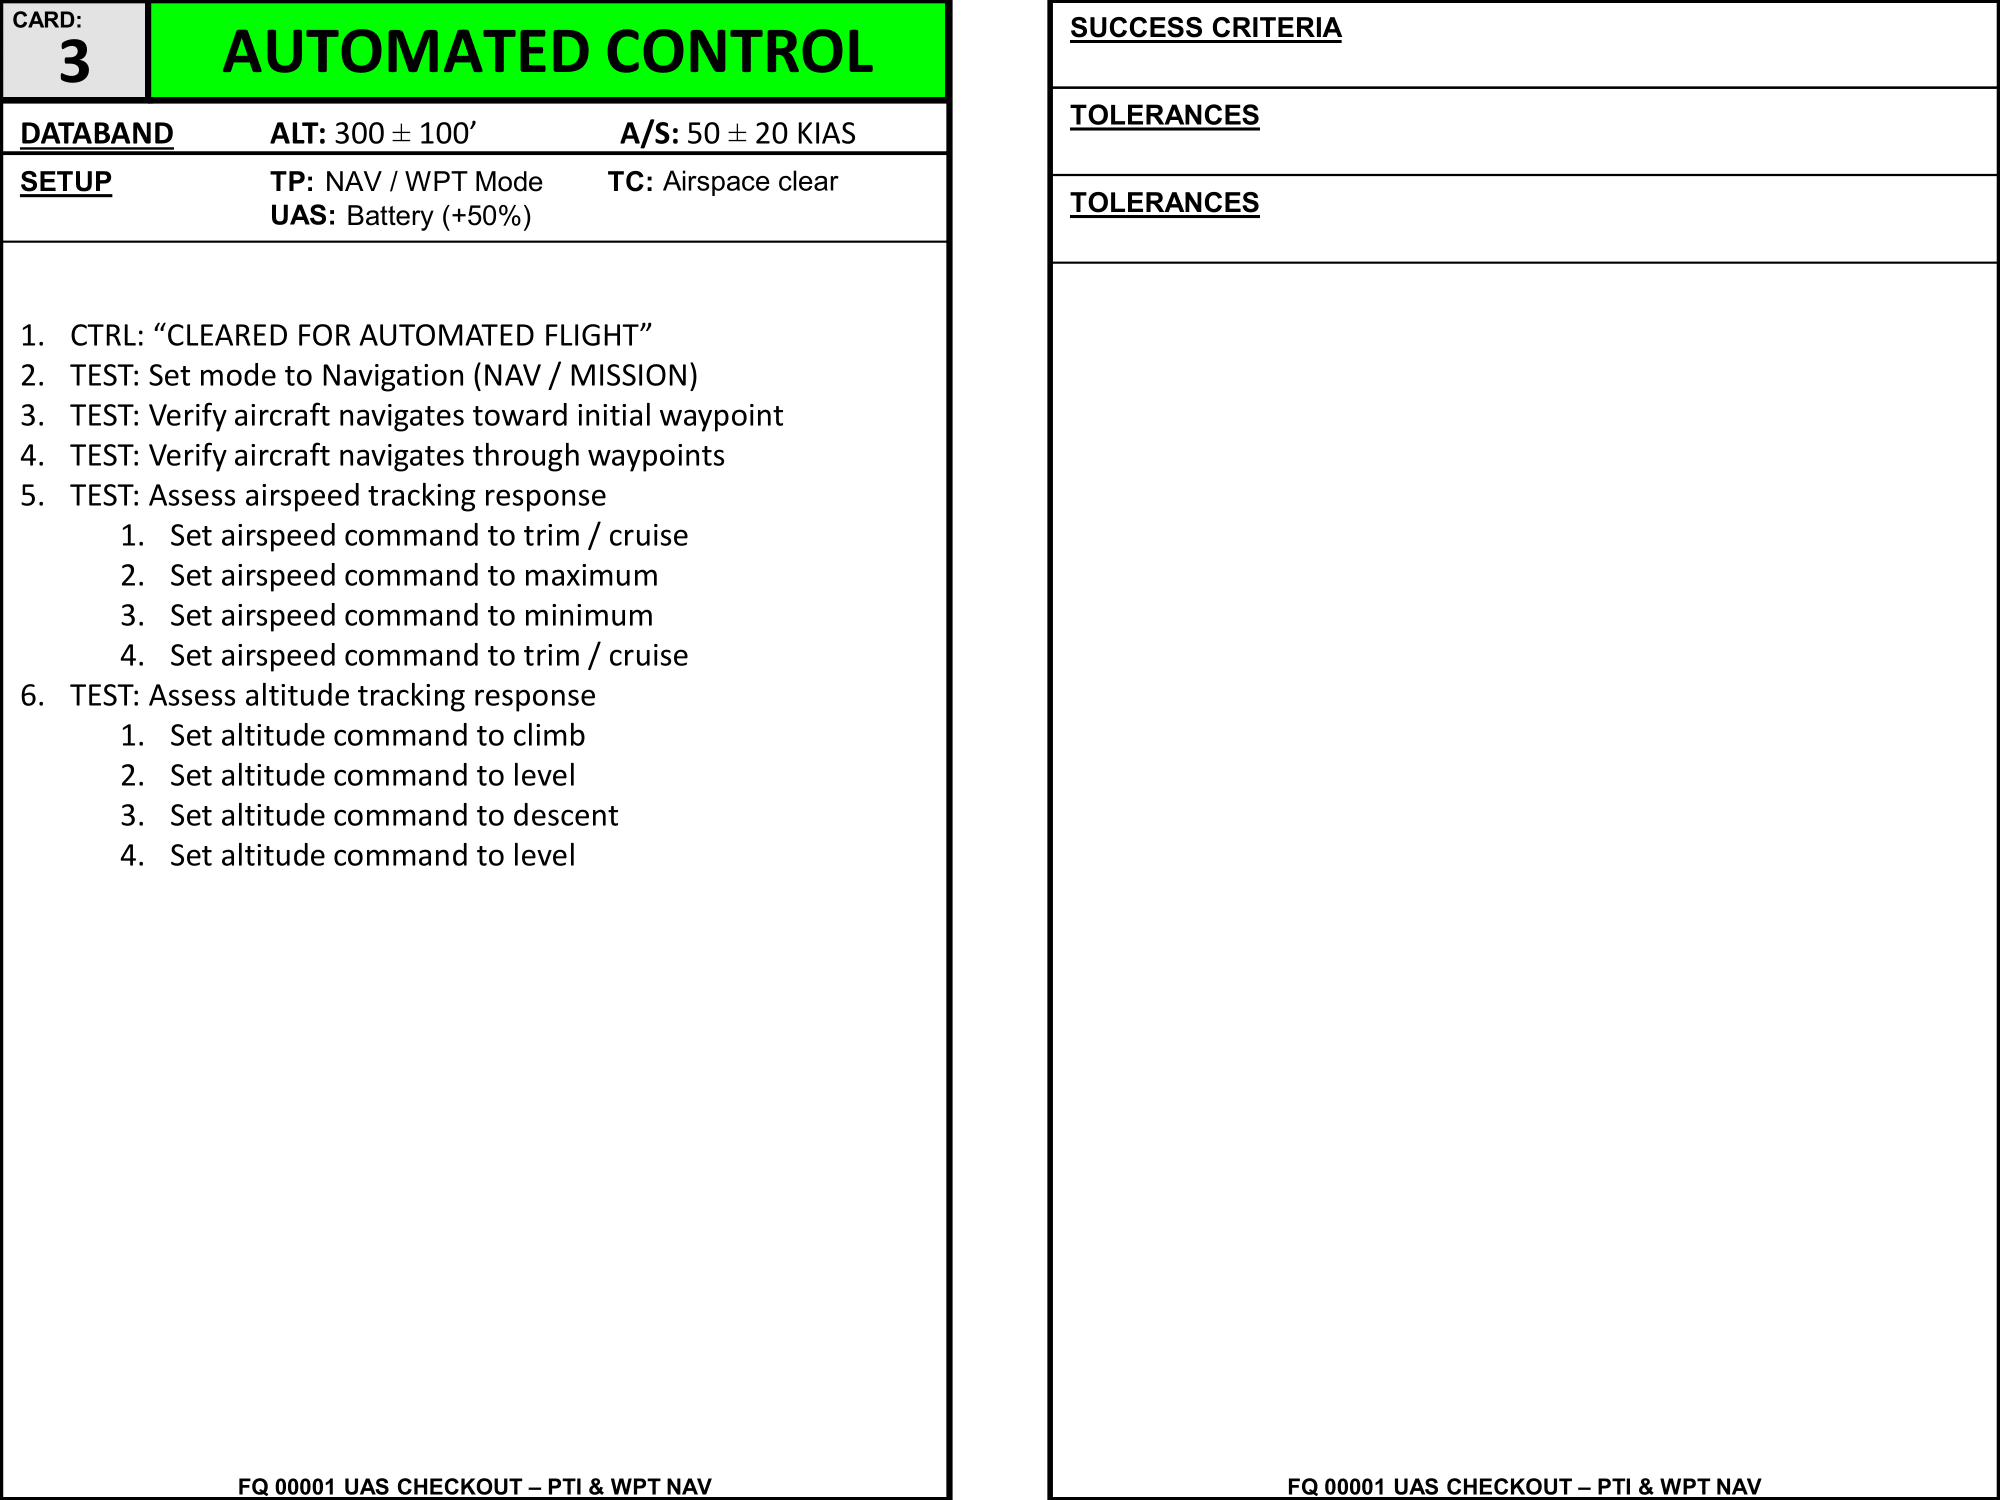 CARD:
3
AUTOMATED CONTROL
DATABAND ALT: 300 ± 100’ A/S: 50 ± 20 KIAS
SETUP TP: NAV / WPT Mode TC: Airspace clear
UAS: Battery (+50%)
1. CTRL: “CLEARED FOR AUTOMATED FLIGHT”
2. TEST: Set mode to Navigation (NAV / MISSION)
3. TEST: Verify aircraft navigates toward initial waypoint
4. TEST: Verify aircraft navigates through waypoints
5. TEST: Assess airspeed tracking response
1. Set airspeed command to trim / cruise
2. Set airspeed command to maximum
3. Set airspeed command to minimum
4. Set airspeed command to trim / cruise
6. TEST: Assess altitude tracking response
1. Set altitude command to climb
2. Set altitude command to level
3. Set altitude command to descent
4. Set altitude command to level
FQ 00001 UAS CHECKOUT – PTI & WPT NAV
SUCCESS CRITERIA
TOLERANCES
TOLERANCES
FQ 00001 UAS CHECKOUT – PTI & WPT NAV